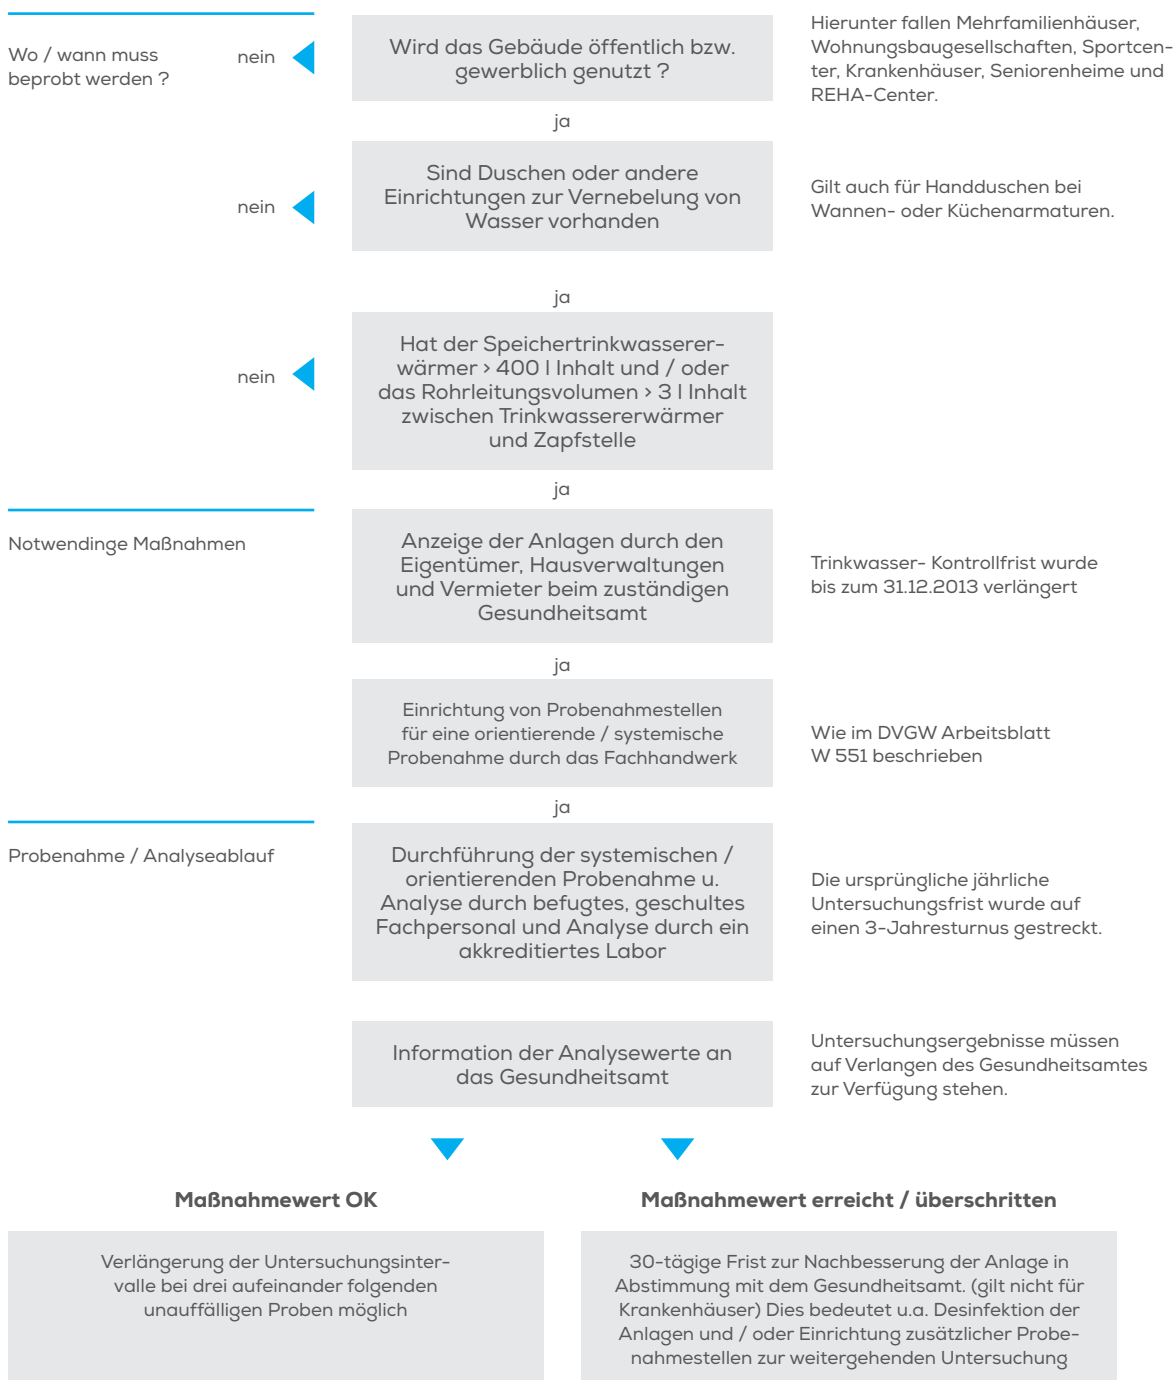 Wo / wann muss
beprobt werden ?
nein
Wird das Gebäude öffentlich bzw.
gewerblich genutzt ?
Hierunter fallen Mehrfamilienhäuser,
Wohnungsbaugesellschaften, Sportcen-
ter, Krankenhäuser, Seniorenheime und
REHA-Center.
ja
nein
Sind Duschen oder andere
Einrichtungen zur Vernebelung von
Wasser vorhanden
Gilt auch für Handduschen bei
Wannen- oder Küchenarmaturen.
ja
nein
Hat der Speichertrinkwasserer-
wärmer > 400 l Inhalt und / oder
das Rohrleitungsvolumen > 3 l Inhalt
zwischen Trinkwassererwärmer
und Zapfstelle
ja
Notwendinge Maßnahmen
Anzeige der Anlagen durch den
Eigentümer, Hausverwaltungen
und Vermieter beim zuständigen
Gesundheitsamt
Trinkwasser- Kontrollfrist wurde
bis zum 31.12.2013 verlängert
ja
Einrichtung von Probenahmestellen
für eine orientierende / systemische
Probenahme durch das Fachhandwerk
Wie im DVGW Arbeitsblatt
W 551 beschrieben
ja
Probenahme / Analyseablauf
Durchführung der systemischen /
orientierenden Probenahme u.
Analyse durch befugtes, geschultes
Fachpersonal und Analyse durch ein
akkreditiertes Labor
Die ursprüngliche jährliche
Untersuchungsfrist wurde auf
einen 3-Jahresturnus gestreckt.
Information der Analysewerte an
das Gesundheitsamt
Untersuchungsergebnisse müssen
auf Verlangen des Gesundheitsamtes
zur Verfügung stehen.
Maßnahmewert OK
Verlängerung der Untersuchungsinter-
valle bei drei aufeinander folgenden
unauffälligen Proben möglich
Maßnahmewert erreicht / überschritten
30-tägige Frist zur Nachbesserung der Anlage in
Abstimmung mit dem Gesundheitsamt. (gilt nicht für
Krankenhäuser) Dies bedeutet u.a. Desinfektion der
Anlagen und / oder Einrichtung zusätzlicher Probe-
nahmestellen zur weitergehenden Untersuchung